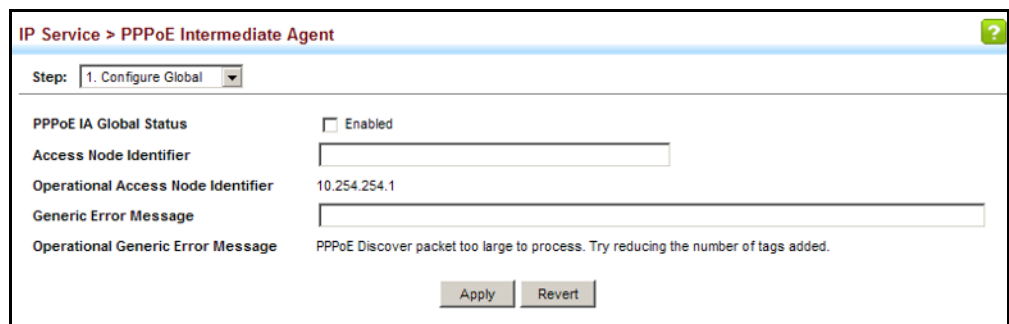 IP Service > PPPoE Intermediate Agent
?
Step: 1. Configure Global
PPPoE IA Global Status Enabled
Access Node Identifier
Operational Access Node Identifier 10.254.254.1
Generic Error Message
Operational Generic Error Message PPPoE Discover packet too large to process. Try reducing the number of tags added.
Apply Revert